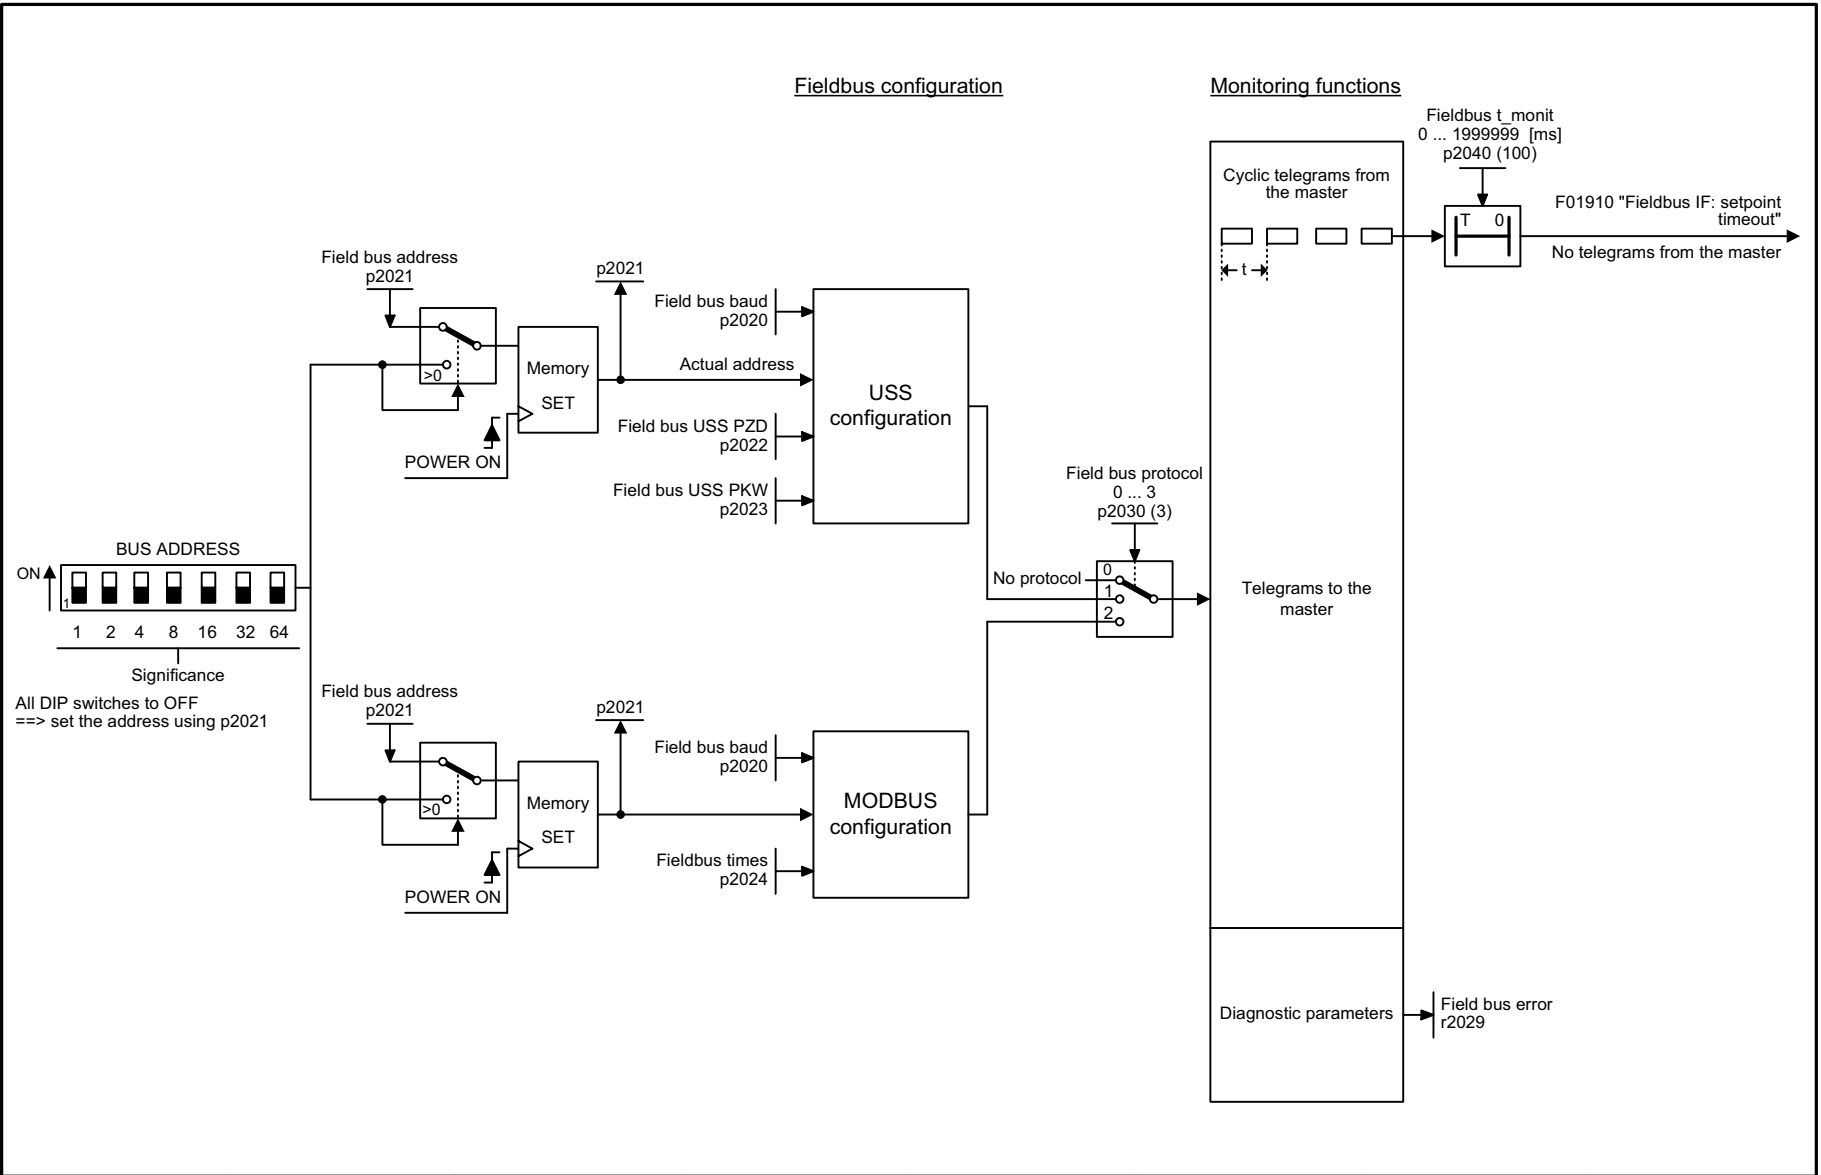 Fieldbus configuration
Monitoring functions
Fieldbus t_monit
0 ... 1999999 [ms]
p2040 (100)
Cyclic telegrams from
the master
T 0
F01910 "Fieldbus IF: setpoint
timeout"
No telegrams from the master
t
Field bus address
p2021
>0
Memory
SET
POWER ON
p2021
Field bus baud
p2020
Actual address
Field bus USS PZD
p2022
Field bus USS PKW
p2023
USS
configuration
Field bus protocol
0 ... 3
p2030 (3)
No protocol
0
1
2
Telegrams to the
master
BUS ADDRESS
ON
1
1 2 4 8 16 32 64
Significance
All DIP switches to OFF
==> set the address using p2021
Field bus address
p2021
>0
Memory
SET
POWER ON
p2021
Field bus baud
p2020
Fieldbus times
p2024
MODBUS
configuration
Diagnostic parameters
Field bus error
r2029